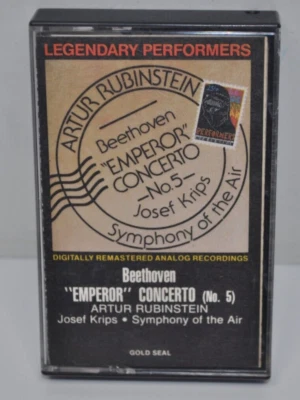 LEGENDARY PERFORMERS
ARTUR RUBINSTEIN
Beethoven
"EMPEROR"
CONCERTO
—No. 5—
Josef Krips
Symphony of the Air
PERFORMERS
DIGITALLY REMASTERED ANALOG RECORDINGS
Beethoven
"EMPEROR" CONCERTO (No. 5)
ARTUR RUBINSTEIN
Josef Krips • Symphony of the Air
GOLD SEAL